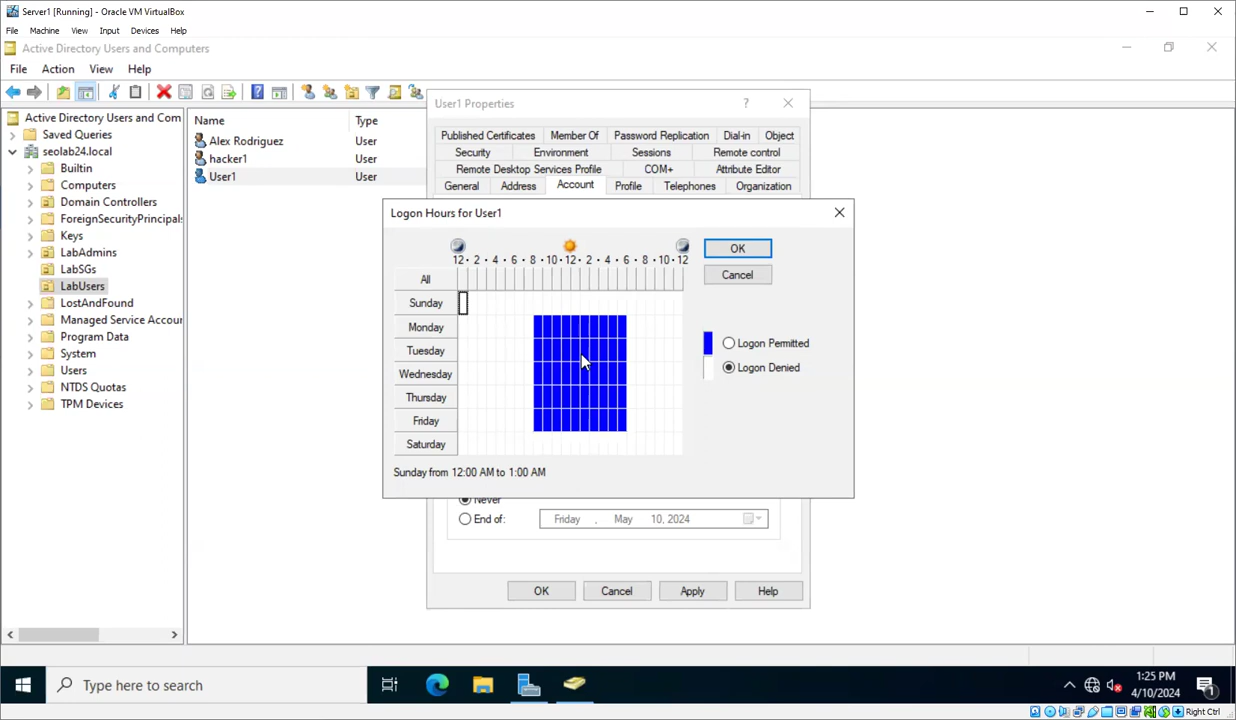 Server1 [Running] - Oracle VM VirtualBox
File Machine View Input Devices Help
Active Directory Users and Computers
File Action View Help
Active Directory Users and Com
Saved Queries
seolab24.local
Builtin
Computers
Domain Controllers
ForeignSecurityPrincipals
Keys
LabAdmins
LabSGs
LabUsers
LostAndFound
Managed Service Accour
Program Data
System
Users
NTDS Quotas
TPM Devices
Name Type
Alex Rodriguez User
hacker1 User
User1 User
User1 Properties ?
Published Certificates Member Of Password Replication Dial-in Object
Security Environment Sessions Remote control
Remote Desktop Services Profile COM+ Attribute Editor
General Address Account Profile Telephones Organization
Logon Hours for User1
12 · 2 · 4 · 6 · 8 · 10 · 12 · 2 · 4 · 6 · 8 · 10 · 12
All
Sunday
Monday
Tuesday
Wednesday
Thursday
Friday
Saturday
OK
Cancel
Logon Permitted
Logon Denied
Sunday from 12:00 AM to 1:00 AM
Never
End of: Friday , May 10, 2024
OK Cancel Apply Help
Type here to search
1:25 PM
4/10/2024
1
Right Ctrl